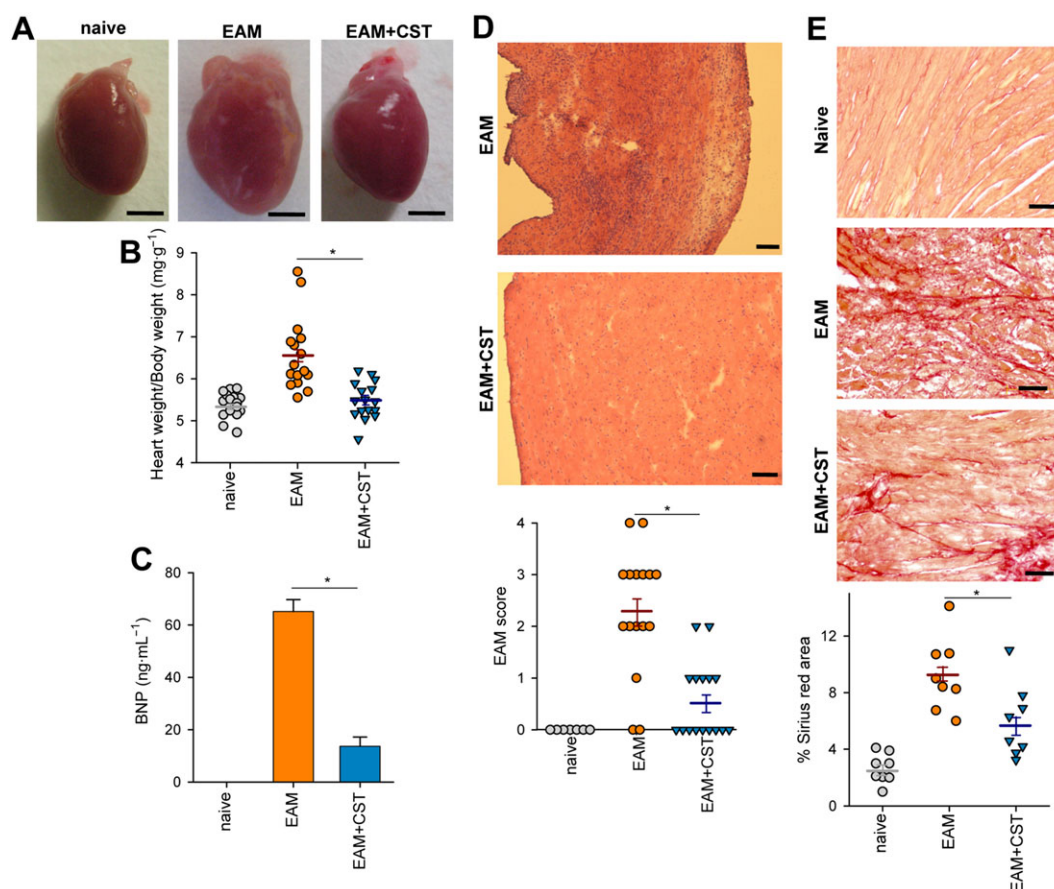 A
naive
EAM
EAM+CST
B
Heart weight/Body weight (mg·g⁻¹)
9
8
7
6
5
4
*
naive
EAM
EAM+CST
C
BNP (ng·mL⁻¹)
80
60
40
20
0
*
naive
EAM
EAM+CST
D
EAM
EAM+CST
EAM score
4
3
2
1
0
*
naive
EAM
EAM+CST
E
Naive
EAM
EAM+CST
% Sirius red area
12
8
4
0
*
naive
EAM
EAM+CST